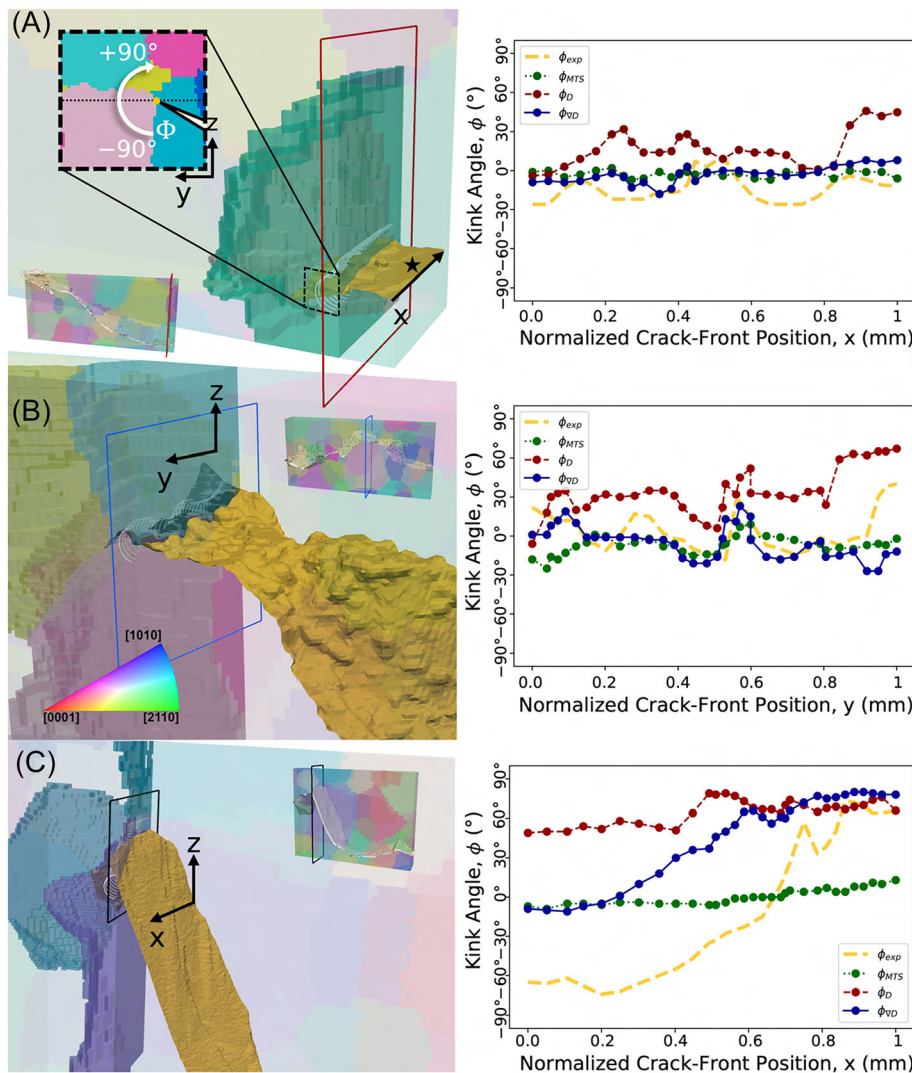 (A)
+90°
Φ
−90°
z
y
x
90°
60°
30°
0°
−30°
−60°
−90°
Kink Angle, ϕ (°)
ϕexp
ϕMTS
ϕD
ϕ∇D
0.0 0.2 0.4 0.6 0.8 1
Normalized Crack-Front Position, x (mm)
(B)
z
y
[1010]
[0001]
[2110]
90°
60°
30°
0°
−30°
−60°
−90°
Kink Angle, ϕ (°)
ϕexp
ϕMTS
ϕD
ϕ∇D
0.0 0.2 0.4 0.6 0.8 1
Normalized Crack-Front Position, y (mm)
(C)
z
x
90°
60°
30°
0°
−30°
−60°
−90°
Kink Angle, ϕ (°)
ϕexp
ϕMTS
ϕD
ϕ∇D
0.0 0.2 0.4 0.6 0.8 1
Normalized Crack-Front Position, x (mm)